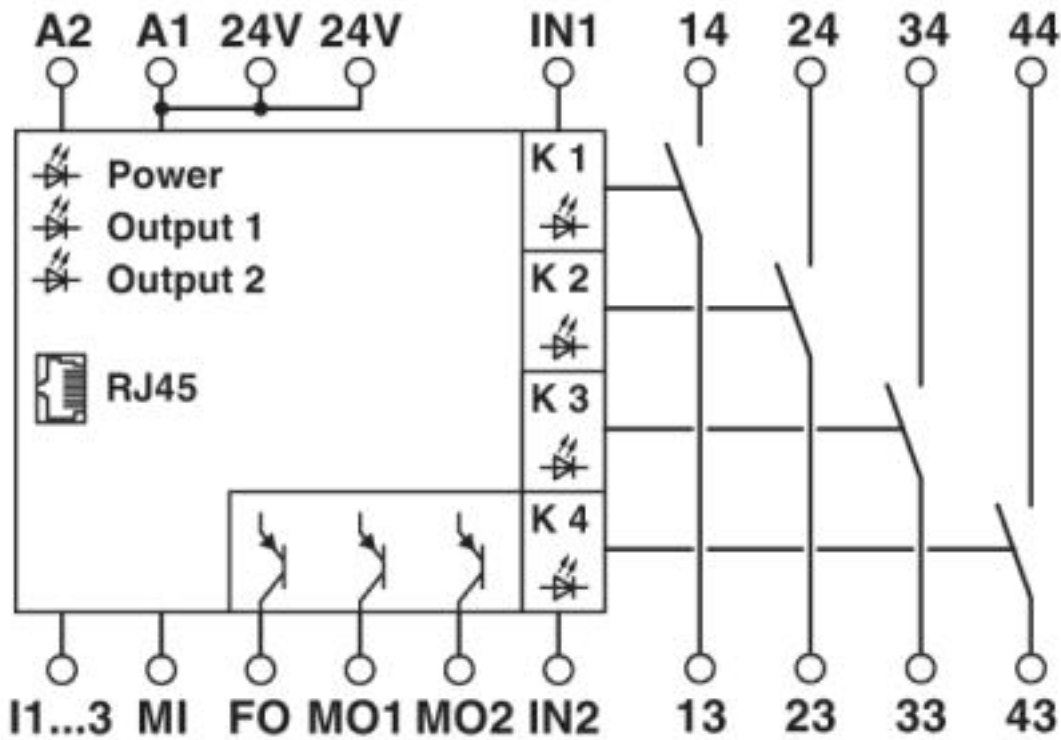 A2 A1 24V 24V IN1 14 24 34 44
Power
Output 1
Output 2
RJ45
K 1
K 2
K 3
K 4
I1...3 MI FO MO1 MO2 IN2 13 23 33 43